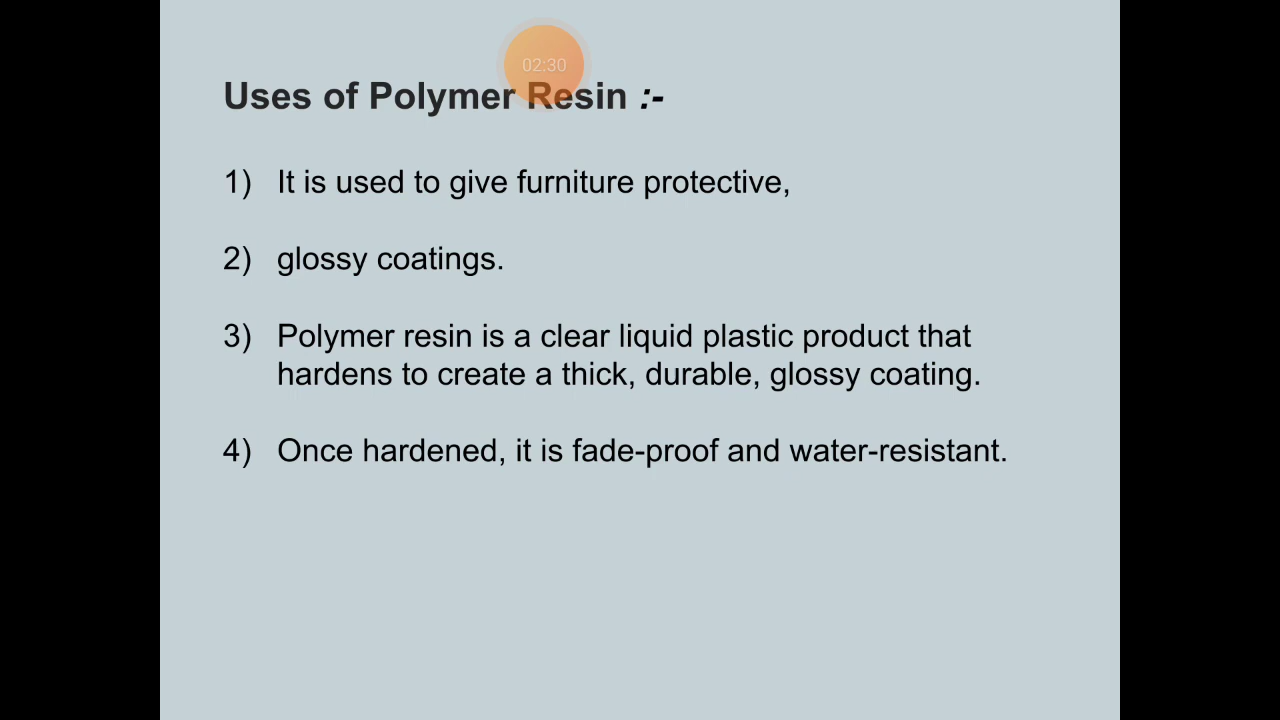 02:30
Uses of Polymer Resin :-
1) It is used to give furniture protective,
2) glossy coatings.
3) Polymer resin is a clear liquid plastic product that
hardens to create a thick, durable, glossy coating.
4) Once hardened, it is fade-proof and water-resistant.